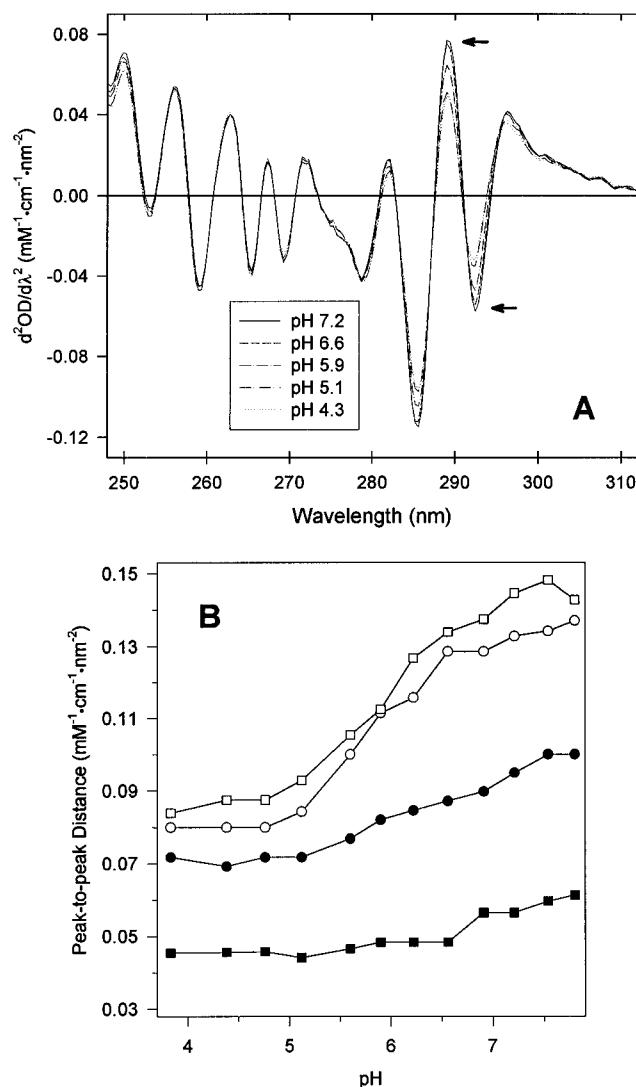 0.08
0.04
0.00
-0.04
-0.08
-0.12
d²OD/dλ² (mM⁻¹·cm⁻¹·nm⁻²)
pH 7.2
pH 6.6
pH 5.9
pH 5.1
pH 4.3
A
250 260 270 280 290 300 310
Wavelength (nm)
B
0.15
0.13
0.11
0.09
0.07
0.05
0.03
Peak-to-peak Distance (mM⁻¹·cm⁻¹·nm⁻²)
4 5 6 7
pH